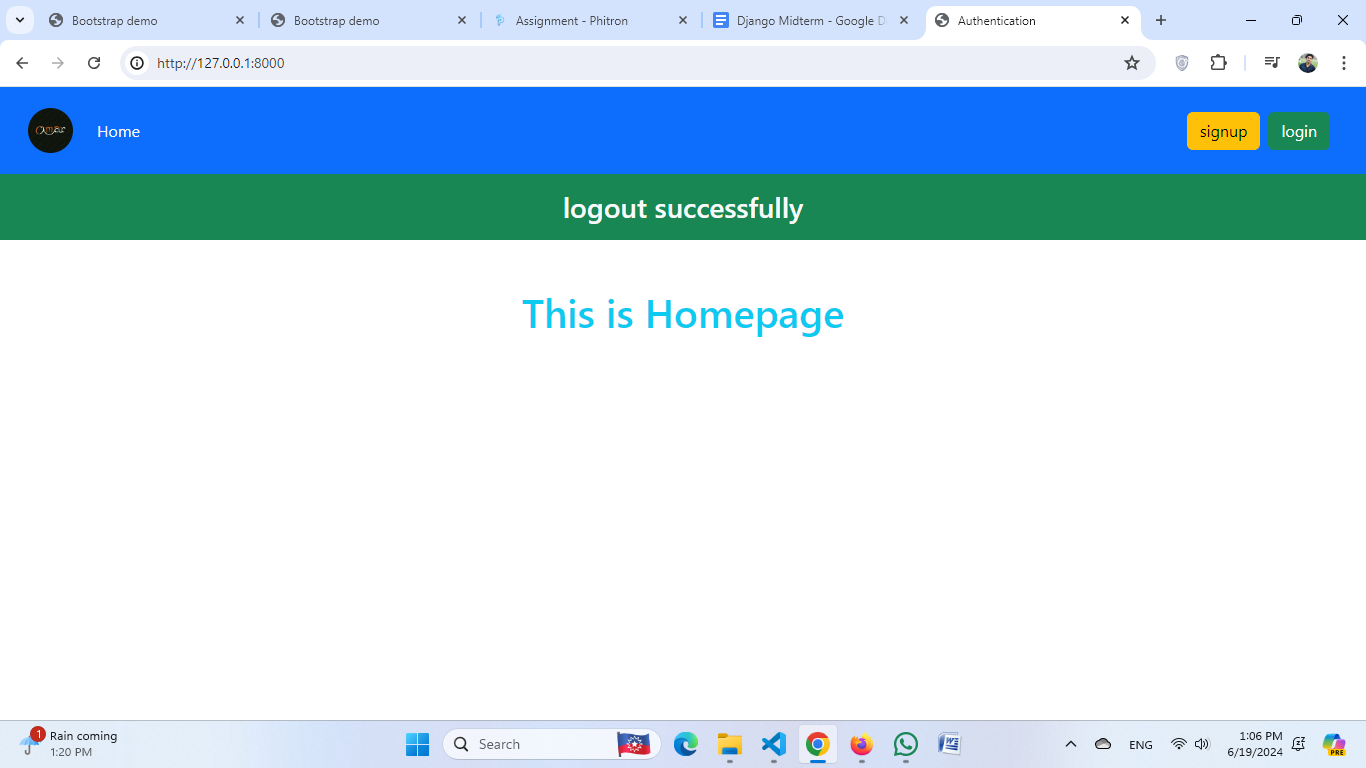 Bootstrap demo
Bootstrap demo
Assignment - Phitron
Django Midterm - Google D
Authentication
http://127.0.0.1:8000
Home
signup
login
logout successfully
This is Homepage
1
Rain coming
1:20 PM
Search
ENG
1:06 PM
6/19/2024
PRE